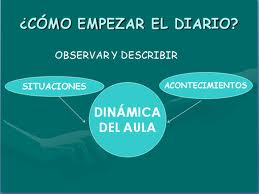 ¿CÓMO EMPEZAR EL DIARIO?
OBSERVAR Y DESCRIBIR
SITUACIONES
ACONTECIMIENTOS
DINÁMICA
DEL AULA